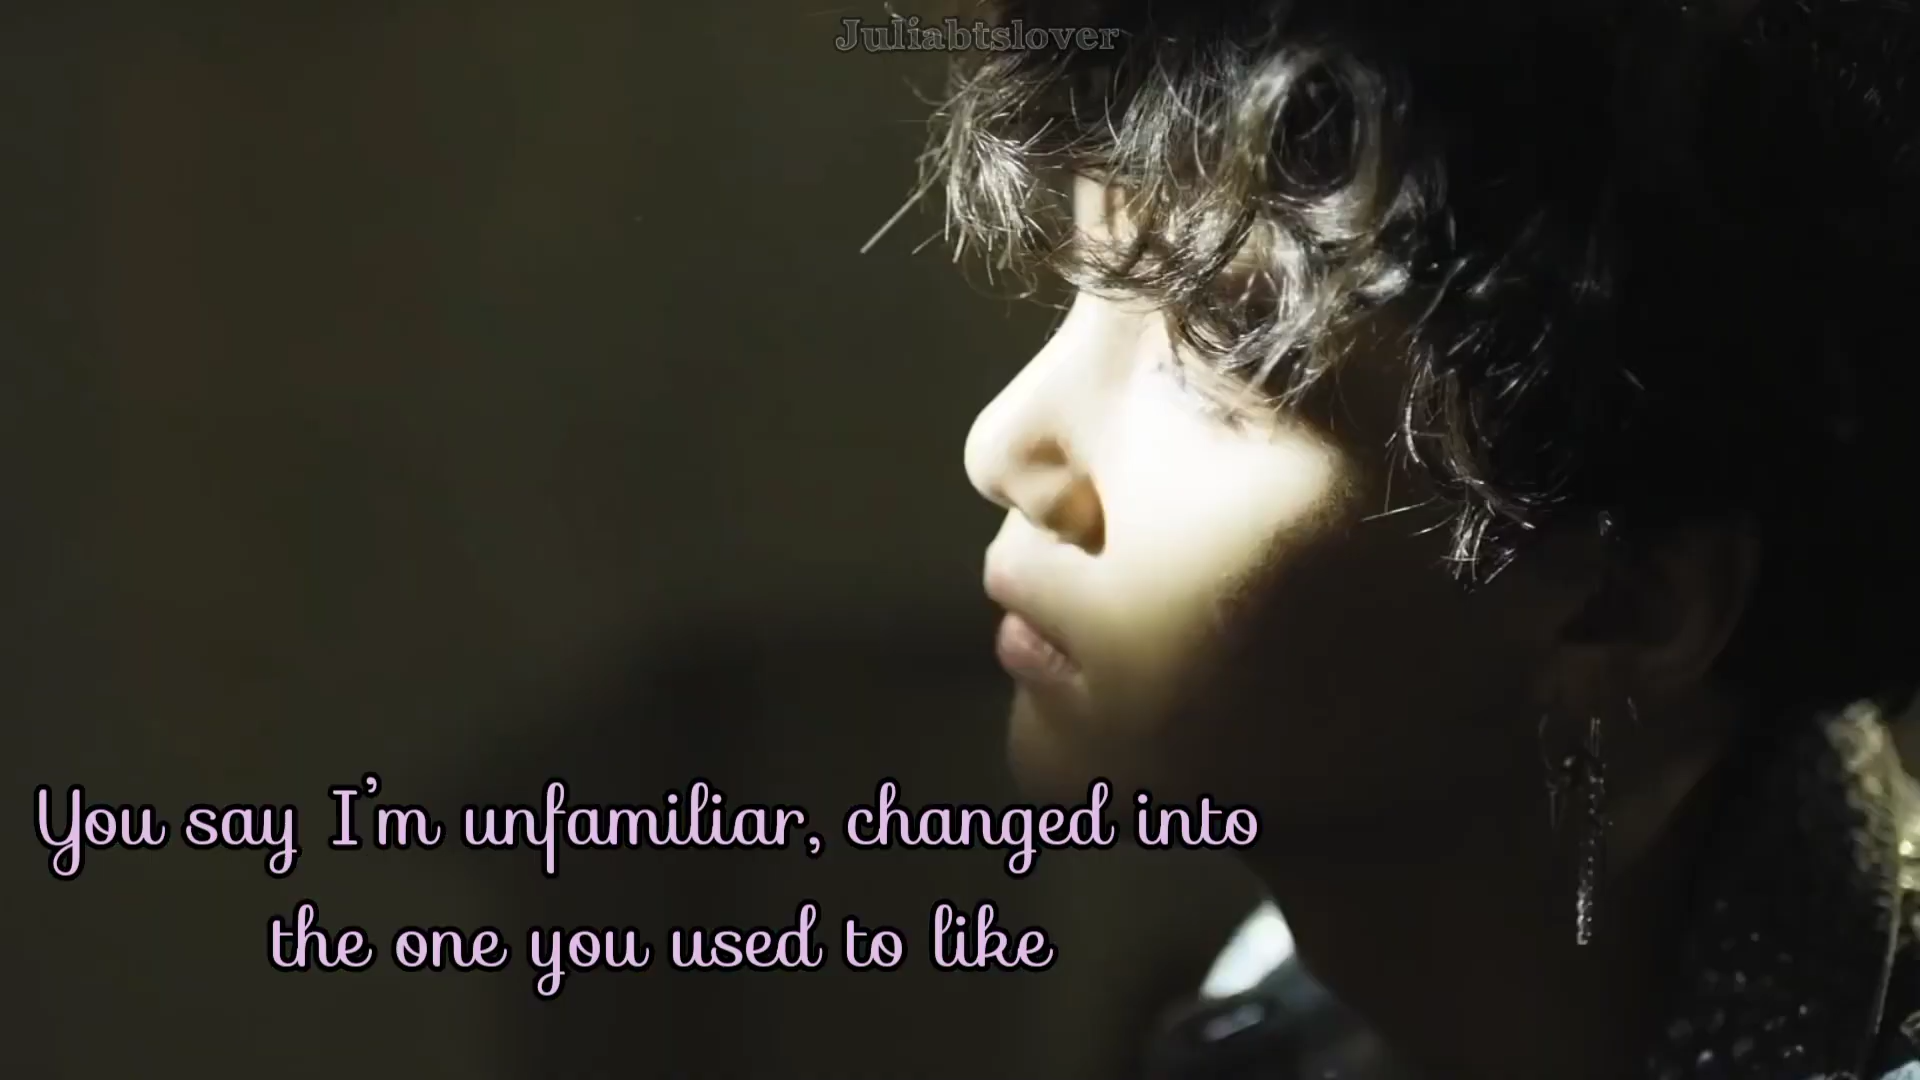 Juliabtslover
You say I'm unfamiliar, changed into
the one you used to like